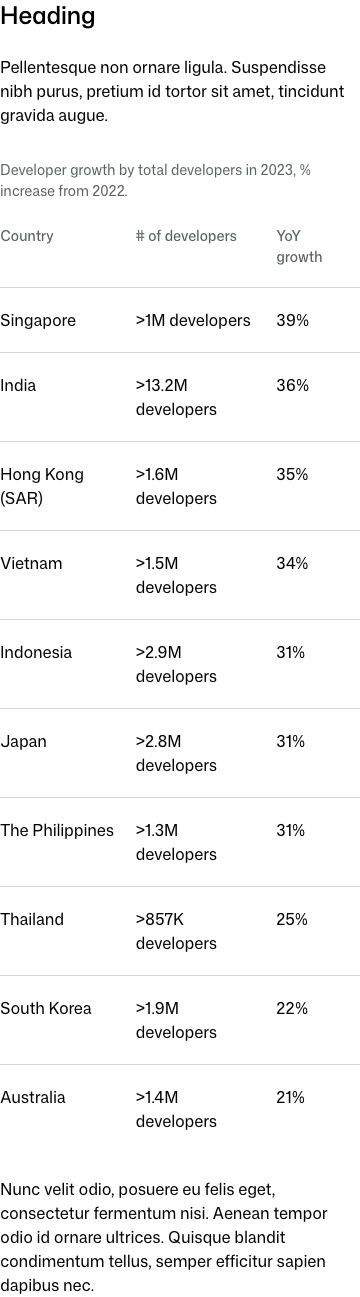 Heading
Pellentesque non ornare ligula. Suspendisse
nibh purus, pretium id tortor sit amet, tincidunt
gravida augue.
Developer growth by total developers in 2023, %
increase from 2022.
Country # of developers YoY
growth
Singapore >1M developers 39%
India >13.2M 36%
developers
Hong Kong >1.6M 35%
(SAR) developers
Vietnam >1.5M 34%
developers
Indonesia >2.9M 31%
developers
Japan >2.8M 31%
developers
The Philippines >1.3M 31%
developers
Thailand >857K 25%
developers
South Korea >1.9M 22%
developers
Australia >1.4M 21%
developers
Nunc velit odio, posuere eu felis eget,
consectetur fermentum nisi. Aenean tempor
odio id ornare ultrices. Quisque blandit
condimentum tellus, semper efficitur sapien
dapibus nec.